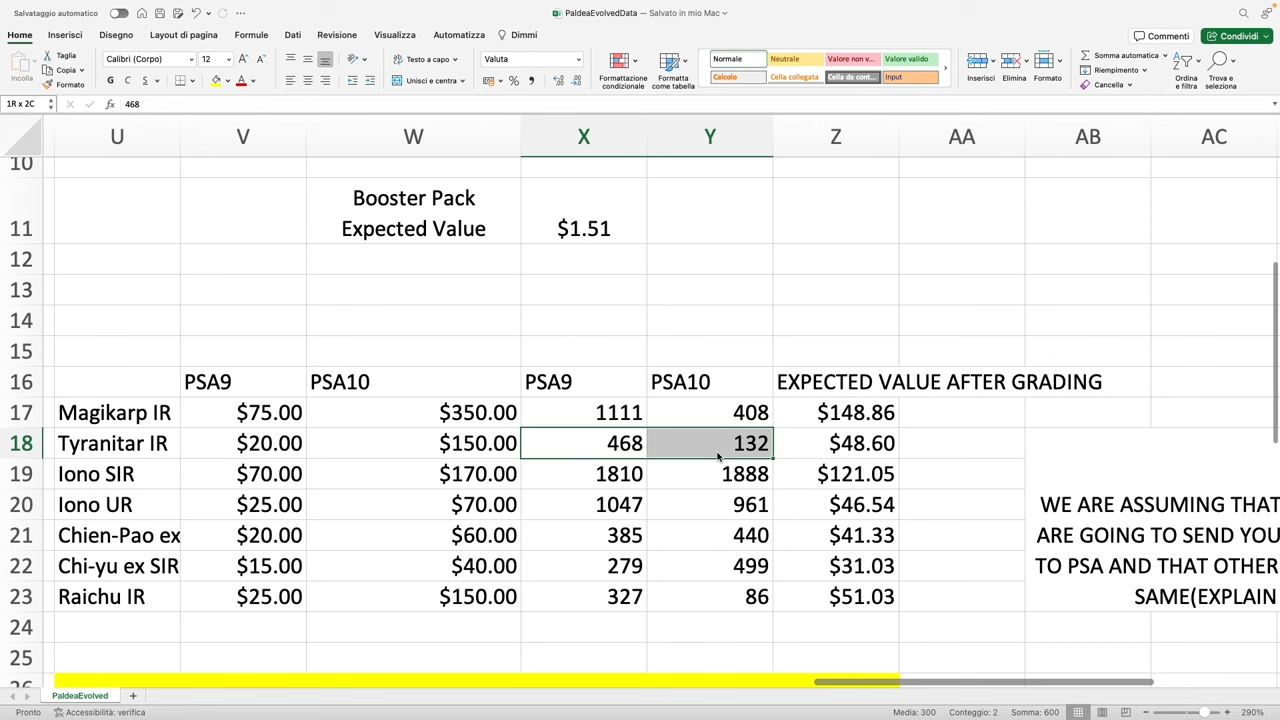 Salvataggio automatico
PaldeaEvolvedData — Salvato in mio Mac
Home Inserisci Disegno Layout di pagina Formule Dati Revisione Visualizza Automatizza Dimmi
Commenti Condividi
Incolla
Taglia
Copia
Formato
Calibri (Corpo) 12
G C S
Testo a capo
Unisci e centra
Valuta
Formattazione condizionale
Formatta come tabella
Normale Neutrale Valore non v... Valore valido
Calcolo Cella collegata Cella da cont... Input
Inserisci Elimina Formato
Somma automatica
Riempimento
Cancella
Ordina e filtra
Trova e seleziona
1R x 2C fx 468
U V W X Y Z AA AB AC
10
11 Booster Pack Expected Value $1.51
12
13
14
15
16 PSA9 PSA10 PSA9 PSA10 EXPECTED VALUE AFTER GRADING
17 Magikarp IR $75.00 $350.00 1111 408 $148.86
18 Tyranitar IR $20.00 $150.00 468 132 $48.60
19 Iono SIR $70.00 $170.00 1810 1888 $121.05
20 Iono UR $25.00 $70.00 1047 961 $46.54 WE ARE ASSUMING THAT
21 Chien-Pao ex $20.00 $60.00 385 440 $41.33 ARE GOING TO SEND YOU
22 Chi-yu ex SIR $15.00 $40.00 279 499 $31.03 TO PSA AND THAT OTHER
23 Raichu IR $25.00 $150.00 327 86 $51.03 SAME(EXPLAIN
24
25
26
PaldeaEvolved
Pronto Accessibilità: verifica Media: 300 Conteggio: 2 Somma: 600 290%